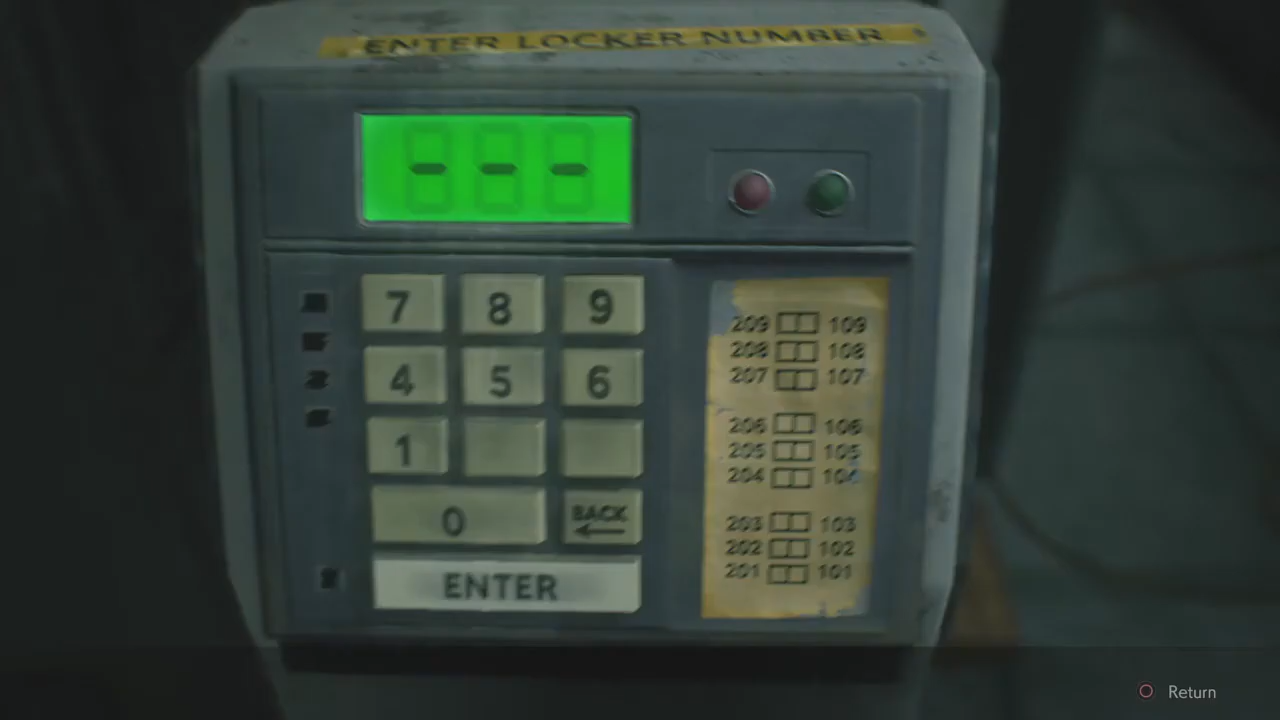 ENTER LOCKER NUMBER
- - -
7 8 9
4 5 6
1
0 BACK
ENTER
209 109
208 108
207 107
206 106
205 105
204 104
203 103
202 102
201 101
Return